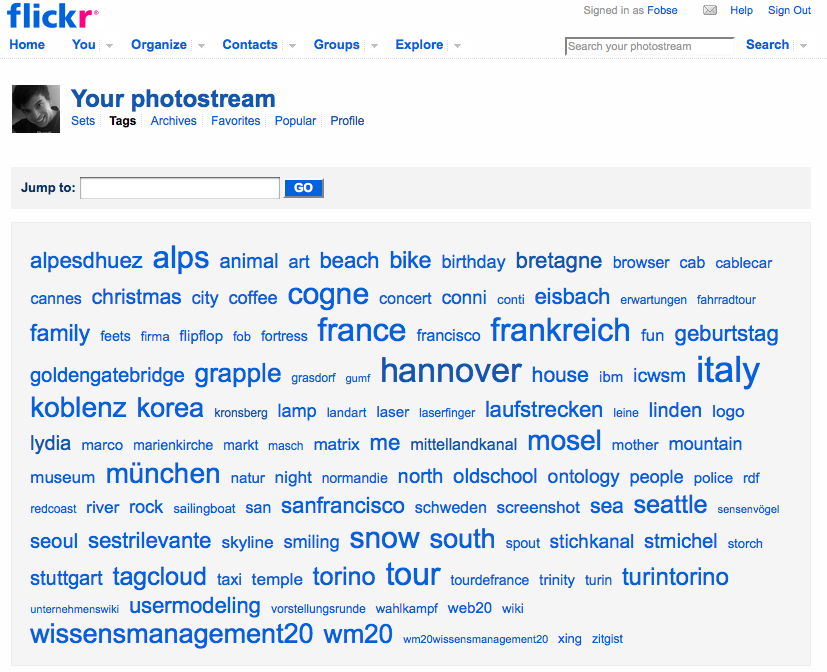 flickr
Signed in as Fobse Help Sign Out
Home You Organize Contacts Groups Explore Search your photostream Search
Your photostream
Sets Tags Archives Favorites Popular Profile
Jump to: GO
alpesdhuez alps animal art beach bike birthday bretagne browser cab cablecar
cannes christmas city coffee cogne concert conni conti eisbach erwartungen fahrradtour
family feets firma flipflop fob fortress france francisco frankreich fun geburtstag
goldengatebridge grapple grasdorf gumf hannover house ibm icwsm italy
koblenz korea kronsberg lamp landart laser laserfinger laufstrecken leine linden logo
lydia marco marienkirche markt masch matrix me mittellandkanal mosel mother mountain
museum münchen natur night normandie north oldschool ontology people police rdf
redcoast river rock sailingboat san sanfrancisco schweden screenshot sea seattle sensenvögel
seoul sestrilevante skyline smiling snow south spout stichkanal stmichel storch
stuttgart tagcloud taxi temple torino tour tourdefrance trinity turin turintorino
unternehmenswiki usermodeling vorstellungsrunde wahlkampf web20 wiki
wissensmanagement20 wm20 wm20wissensmanagement20 xing zitgist